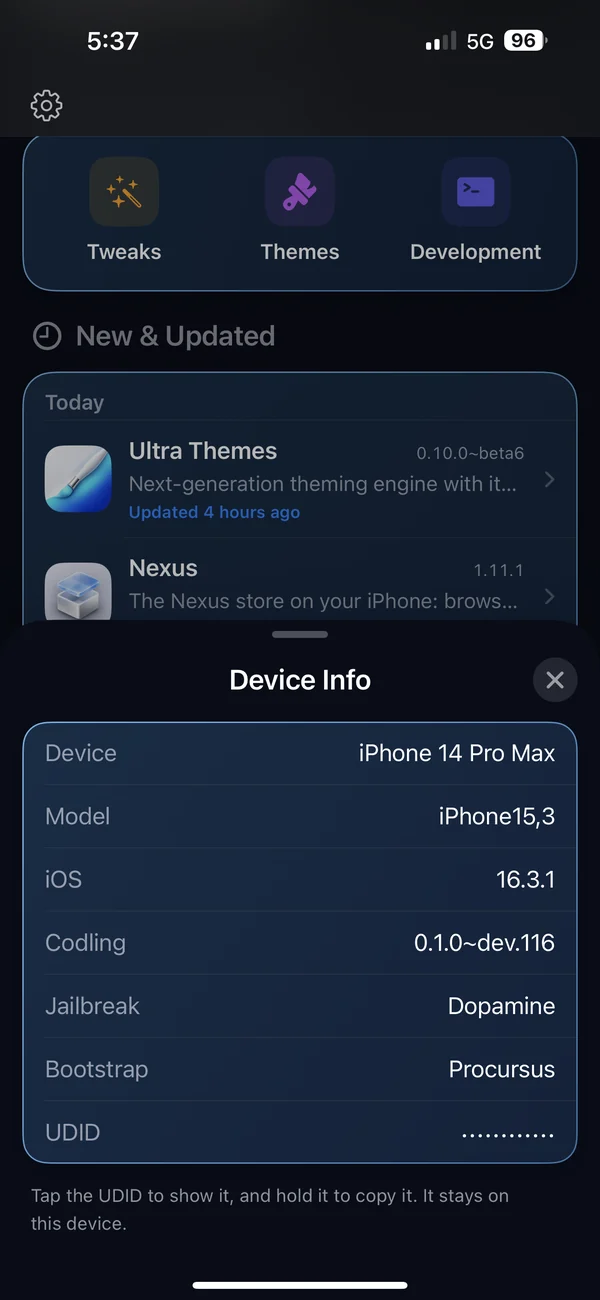 5:37
5G 96
Tweaks Themes Development
New & Updated
Today
Ultra Themes 0.10.0~beta6
Next-generation theming engine with it...
Updated 4 hours ago
Nexus 1.11.1
The Nexus store on your iPhone: brows...
Device Info
Device iPhone 14 Pro Max
Model iPhone15,3
iOS 16.3.1
Codling 0.1.0~dev.116
Jailbreak Dopamine
Bootstrap Procursus
UDID ............
Tap the UDID to show it, and hold it to copy it. It stays on
this device.